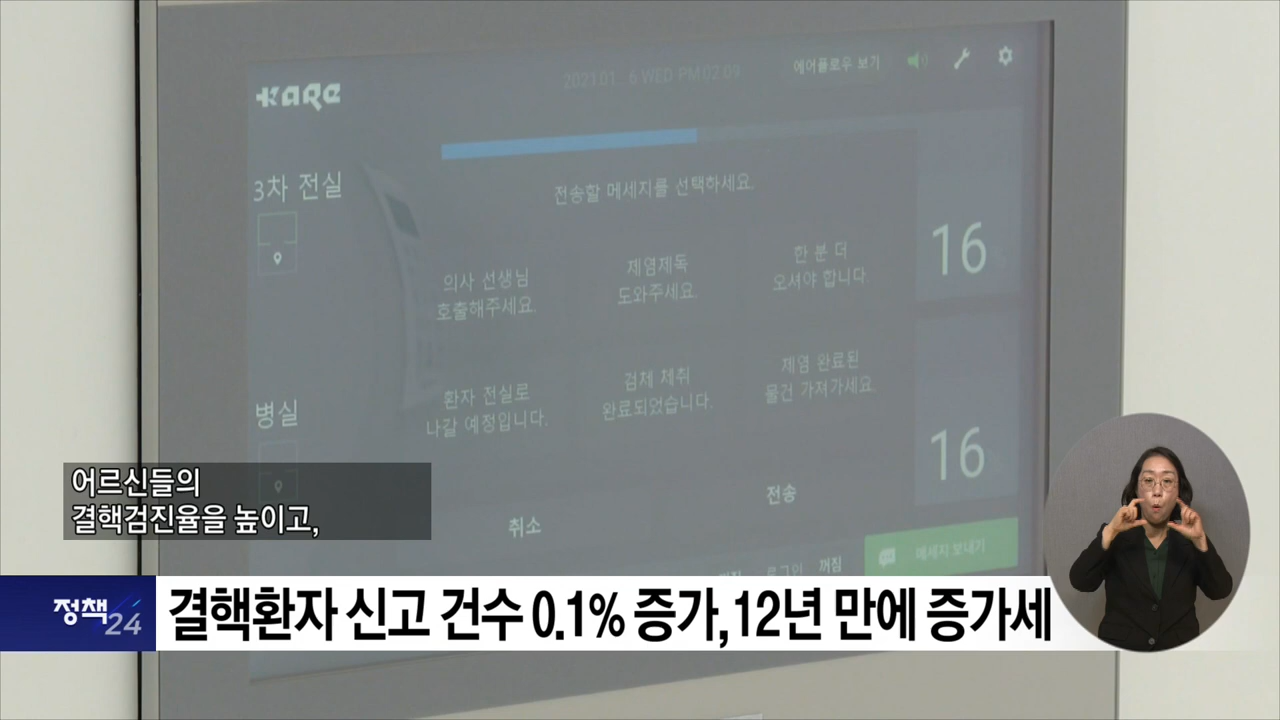 KARE
2021.01 . 6 WED PM 02:09
에어플로우 보기
3차 전실
전송할 메세지를 선택하세요.
16
의사 선생님
호출해주세요.
제염제독
도와주세요.
한 분 더
오셔야 합니다.
병실
환자 전실로
나갈 예정입니다.
검체 체취
완료되었습니다.
제염 완료된
물건 가져가세요.
16
취소
전송
로그인
꺼짐
메세지 보내기
어르신들의
결핵검진율을 높이고,
정책24
결핵환자 신고 건수 0.1% 증가, 12년 만에 증가세